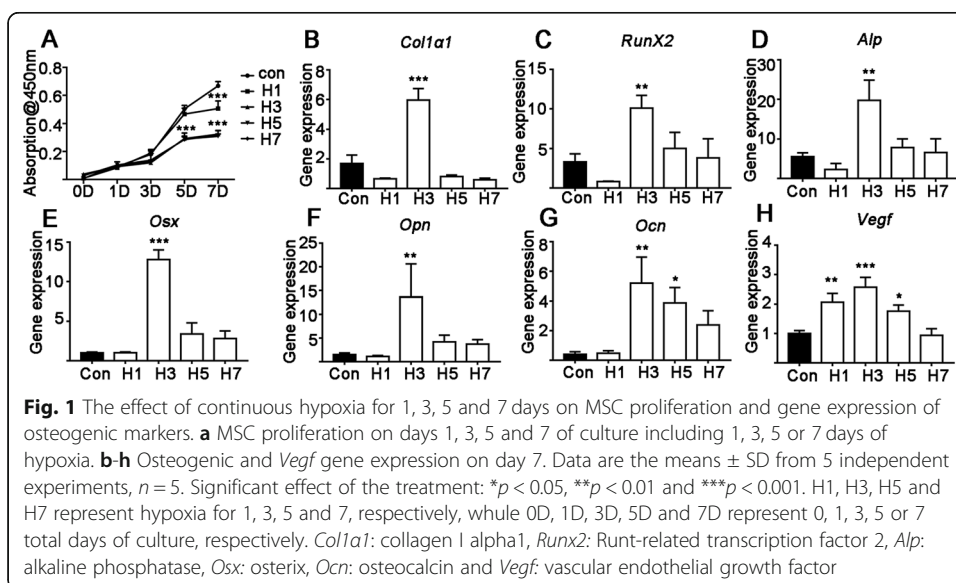 A
Absorption@450nm
0.8
0.6
0.4
0.2
0D 1D 3D 5D 7D
***
*** ***
con
H1
H3
H5
H7
B
Col1α1
Gene expression
8
6
4
2
***
Con H1 H3 H5 H7
C
RunX2
Gene expression
15
10
5
**
Con H1 H3 H5 H7
D
Alp
Gene expression
30
20
10
**
Con H1 H3 H5 H7
E
Osx
Gene expression
15
10
5
***
Con H1 H3 H5 H7
F
Opn
Gene expression
25
20
15
10
5
**
Con H1 H3 H5 H7
G
Ocn
Gene expression
8
6
4
2
** *
Con H1 H3 H5 H7
H
Vegf
Gene expression
4
3
2
1
0
** *** *
Con H1 H3 H5 H7
Fig. 1 The effect of continuous hypoxia for 1, 3, 5 and 7 days on MSC proliferation and gene expression of
osteogenic markers. a MSC proliferation on days 1, 3, 5 and 7 of culture including 1, 3, 5 or 7 days of
hypoxia. b-h Osteogenic and Vegf gene expression on day 7. Data are the means ± SD from 5 independent
experiments, n = 5. Significant effect of the treatment: *p < 0.05, **p < 0.01 and ***p < 0.001. H1, H3, H5 and
H7 represent hypoxia for 1, 3, 5 and 7, respectively, whule 0D, 1D, 3D, 5D and 7D represent 0, 1, 3, 5 or 7
total days of culture, respectively. Col1a1: collagen I alpha1, Runx2: Runt-related transcription factor 2, Alp:
alkaline phosphatase, Osx: osterix, Ocn: osteocalcin and Vegf: vascular endothelial growth factor